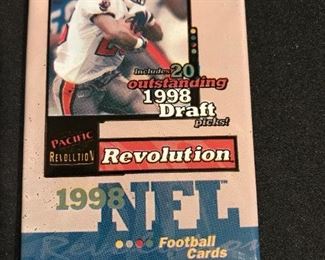 Includes 20
outstanding
1998
Draft
picks!
PACIFIC
REVOLUTION
Revolution
1998
NFL
Football
Cards